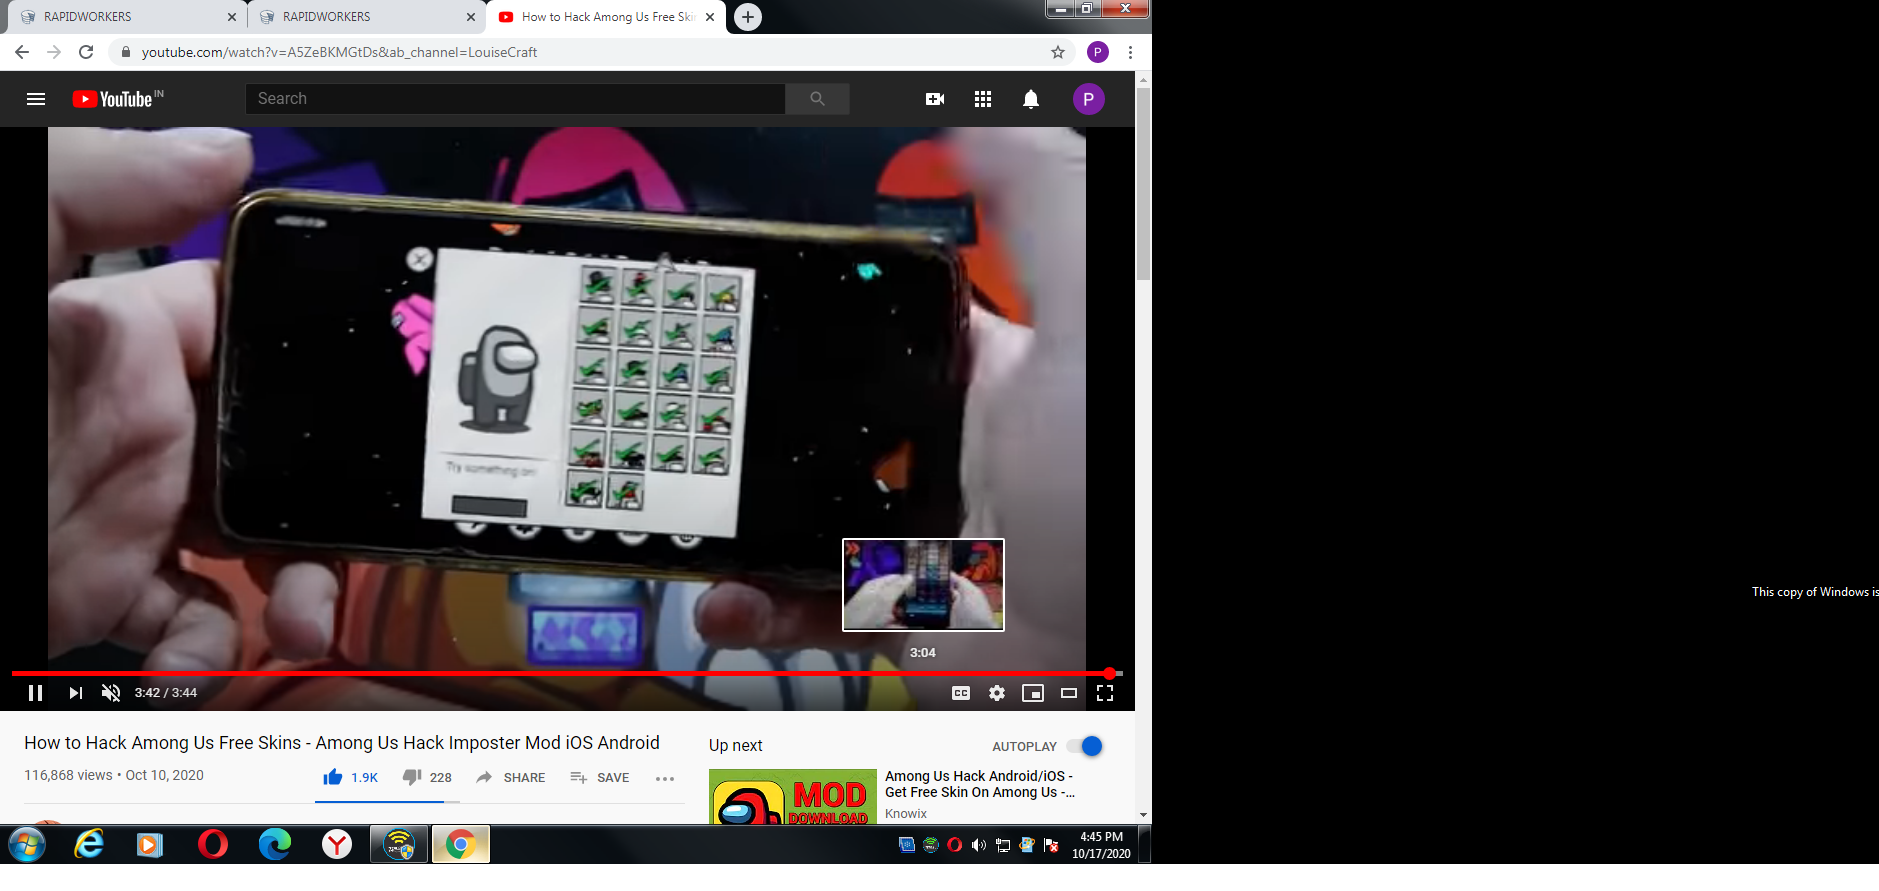 RAPIDWORKERS
RAPIDWORKERS
How to Hack Among Us Free Ski
youtube.com/watch?v=A5ZeBKMGtDs&ab_channel=LouiseCraft
P
YouTube IN
Search
P
Try something on!
3:04
3:42 / 3:44
CC
How to Hack Among Us Free Skins - Among Us Hack Imposter Mod iOS Android
116,868 views • Oct 10, 2020
1.9K
228
SHARE
SAVE
Up next
AUTOPLAY
MOD
DOWNLOAD
Among Us Hack Android/iOS -
Get Free Skin On Among Us -...
Knowix
This copy of Windows is
4:45 PM
10/17/2020